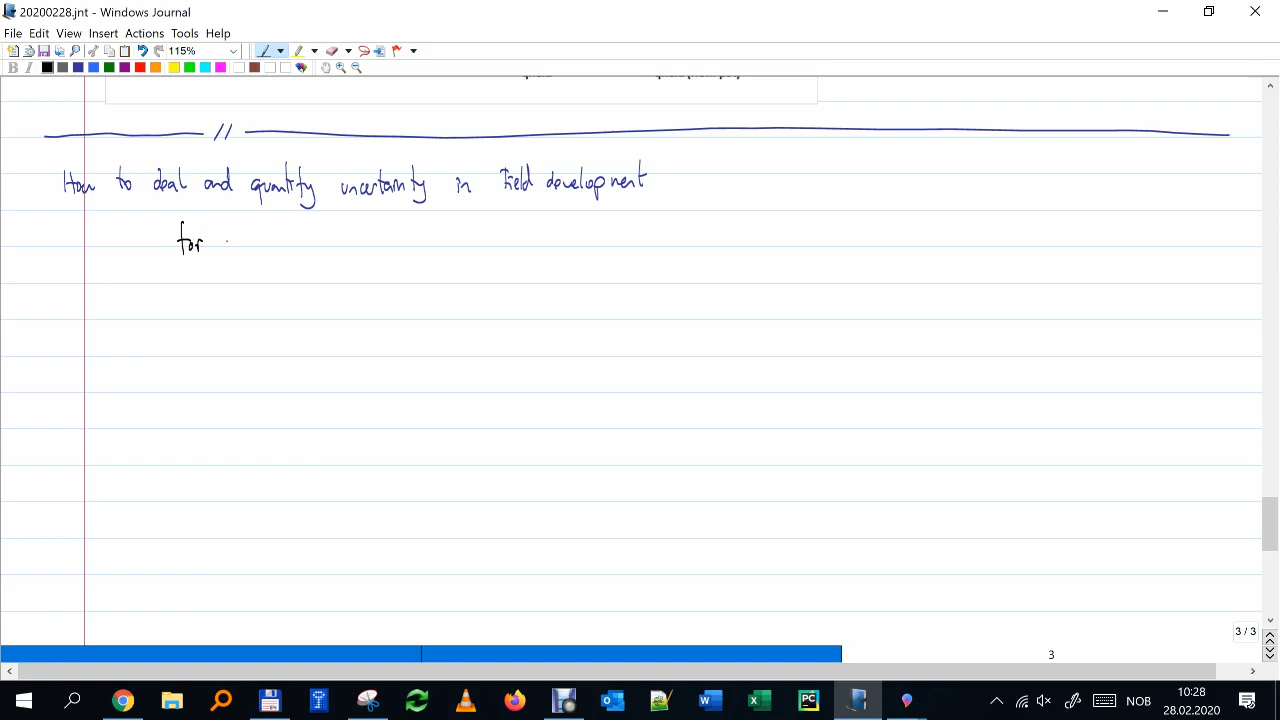 20200228.jnt - Windows Journal
File Edit View Insert Actions Tools Help
115%
B I
//
How to deal and quantify uncertainty in Field development
for
3 / 3
3
NOB
10:28
28.02.2020